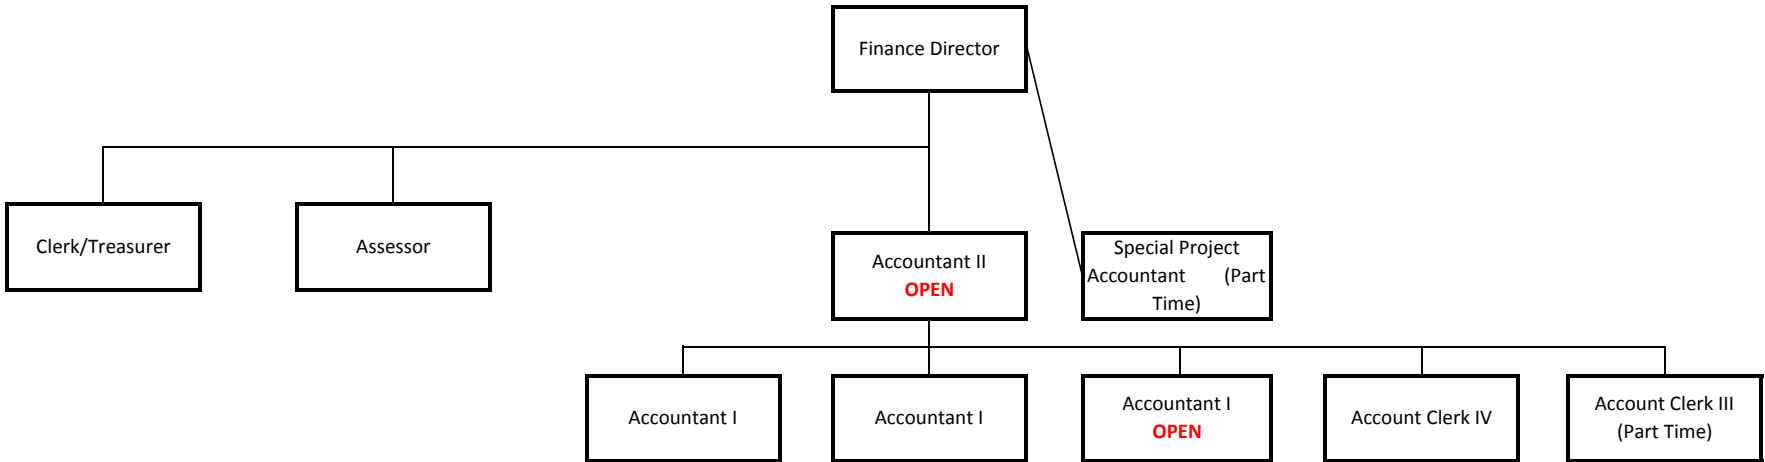 Finance Director
Clerk/Treasurer
Assessor
Accountant II
OPEN
Special Project
Accountant (Part
Time)
Accountant I
Accountant I
Accountant I
OPEN
Account Clerk IV
Account Clerk III
(Part Time)